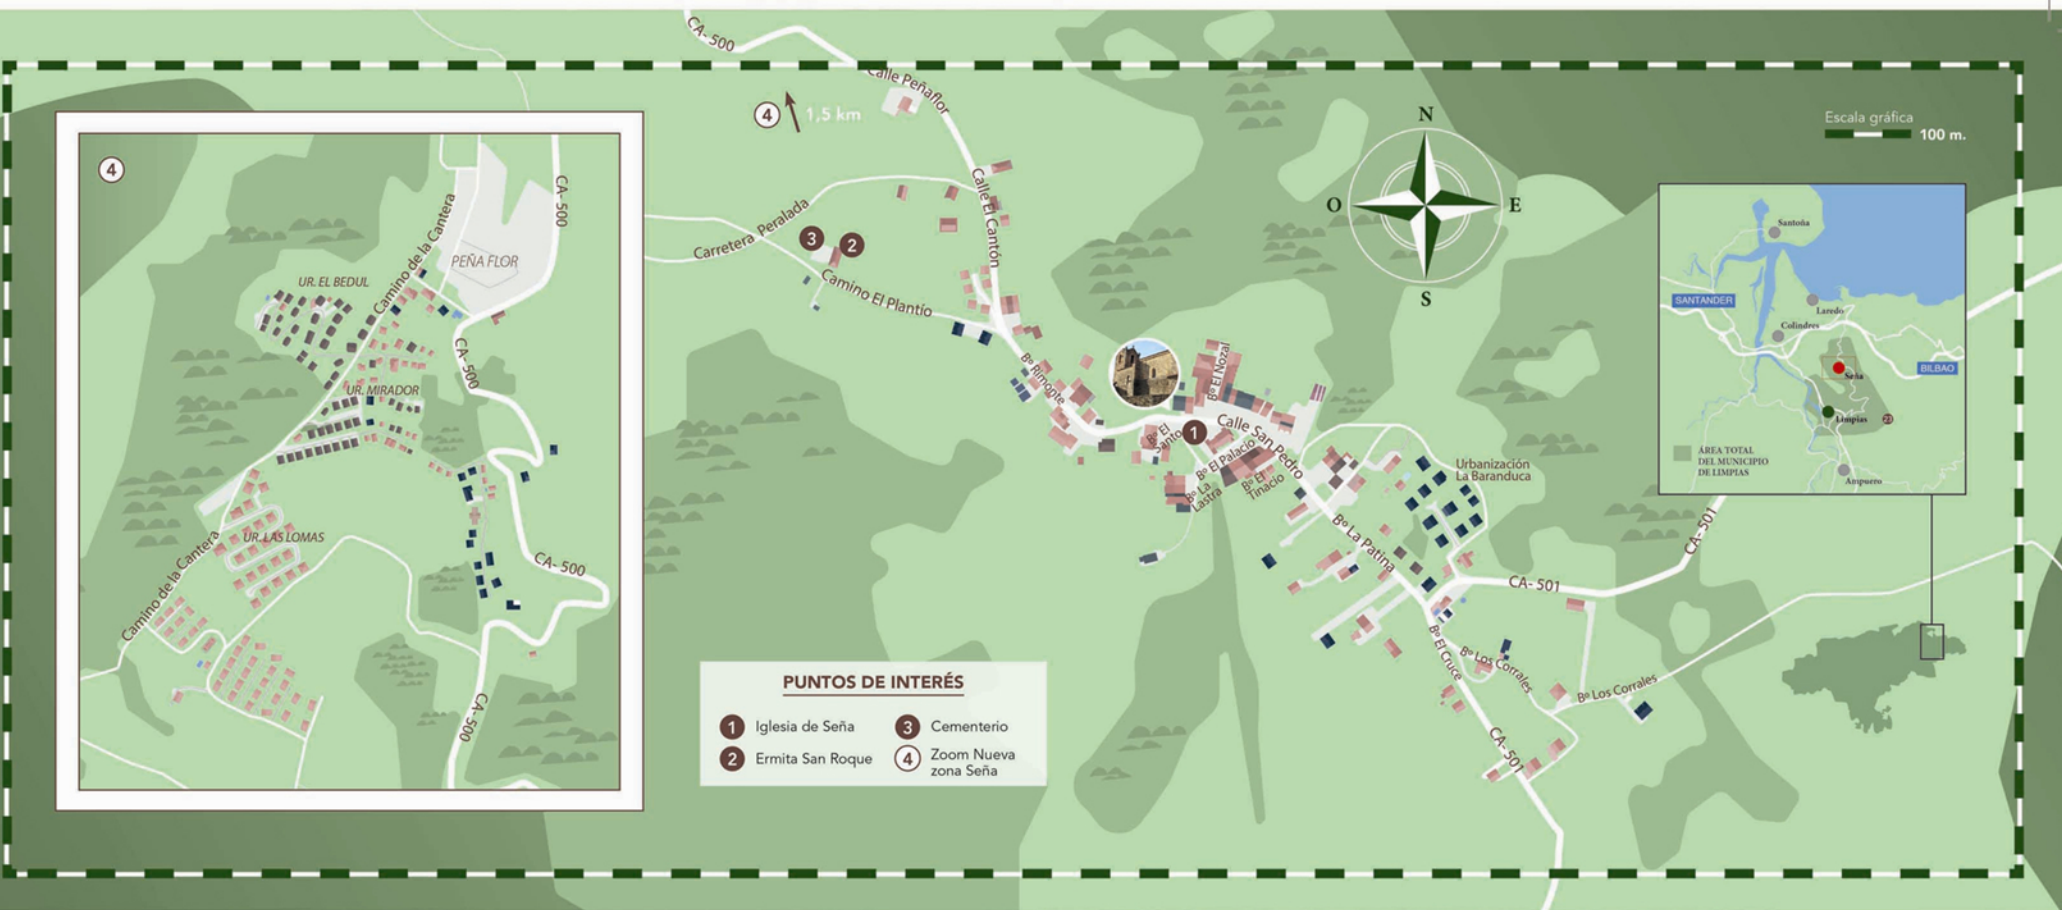 CA- 500
Calle Peñaflor
4
1,5 km
N
O
E
S
Escala gráfica
100 m.
4
CA- 500
Camino de la Cantera
PEÑA FLOR
UR. EL BEDUL
CA-500
UR. MIRADOR
UR. LAS LOMAS
Camino de la Cantera
CA- 500
CA-500
Carretera Peralada
Calle El Cantón
3
2
Camino El Plantío
Bº Rimonte
Bº El Nozal
1
Calle San Pedro
Bº El
Santo
Bº El Palacio
Bº La
Lastra
Bº El
Tinacio
Urbanización
La Baranduca
Bº La Patina
CA- 501
CA- 501
Bº El Cruce
Bº Los Corrales
Bº Los Corrales
CA- 501
Santoña
SANTANDER
Laredo
Colindres
BILBAO
Seña
Limpias
23
ÁREA TOTAL
DEL MUNICIPIO
DE LIMPIAS
Ampuero
PUNTOS DE INTERÉS
1 Iglesia de Seña
2 Ermita San Roque
3 Cementerio
4 Zoom Nueva
zona Seña